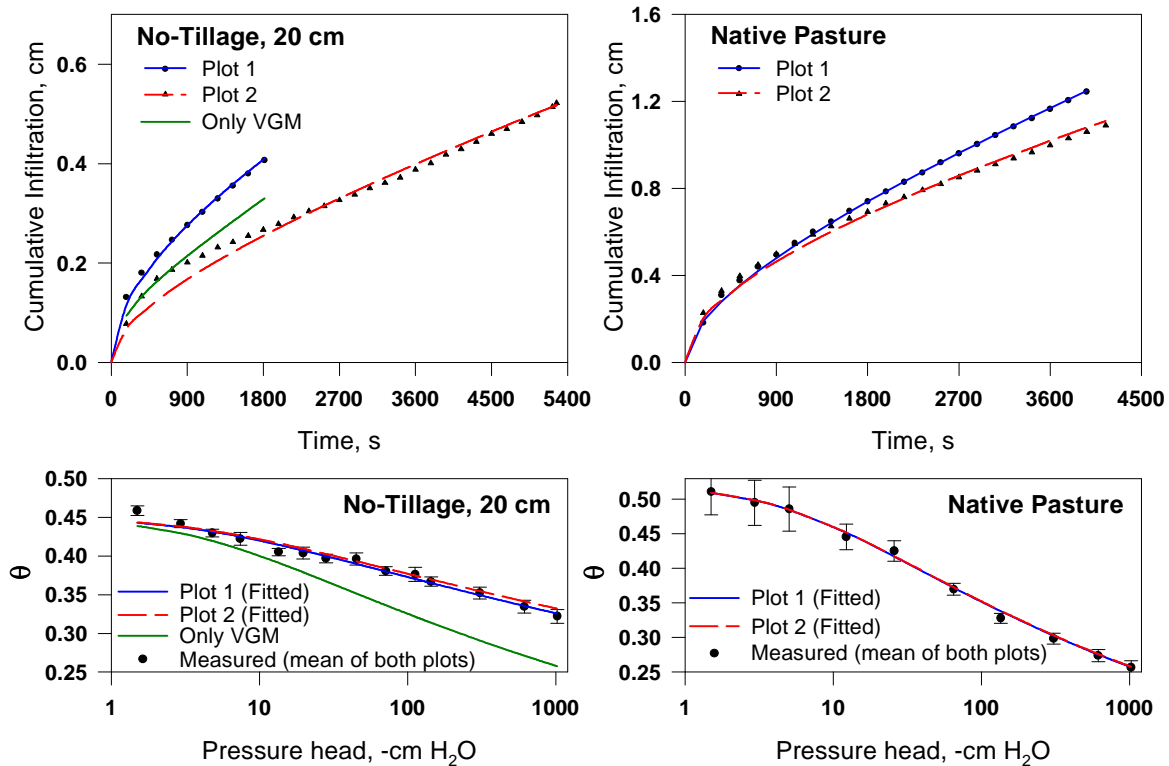 No-Tillage, 20 cm
Plot 1
Plot 2
Only VGM
Cumulative Infiltration, cm
0.6
0.4
0.2
0.0
0 900 1800 2700 3600 4500 5400
Time, s
Native Pasture
Plot 1
Plot 2
Cumulative Infiltration, cm
1.6
1.2
0.8
0.4
0.0
0 900 1800 2700 3600 4500
Time, s
No-Tillage, 20 cm
θ
0.50
0.45
0.40
0.35
0.30
0.25
Plot 1 (Fitted)
Plot 2 (Fitted)
Only VGM
Measured (mean of both plots)
1 10 100 1000
Pressure head, -cm H2O
Native Pasture
θ
0.50
0.45
0.40
0.35
0.30
0.25
Plot 1 (Fitted)
Plot 2 (Fitted)
Measured (mean of both plots)
1 10 100 1000
Pressure head, -cm H2O